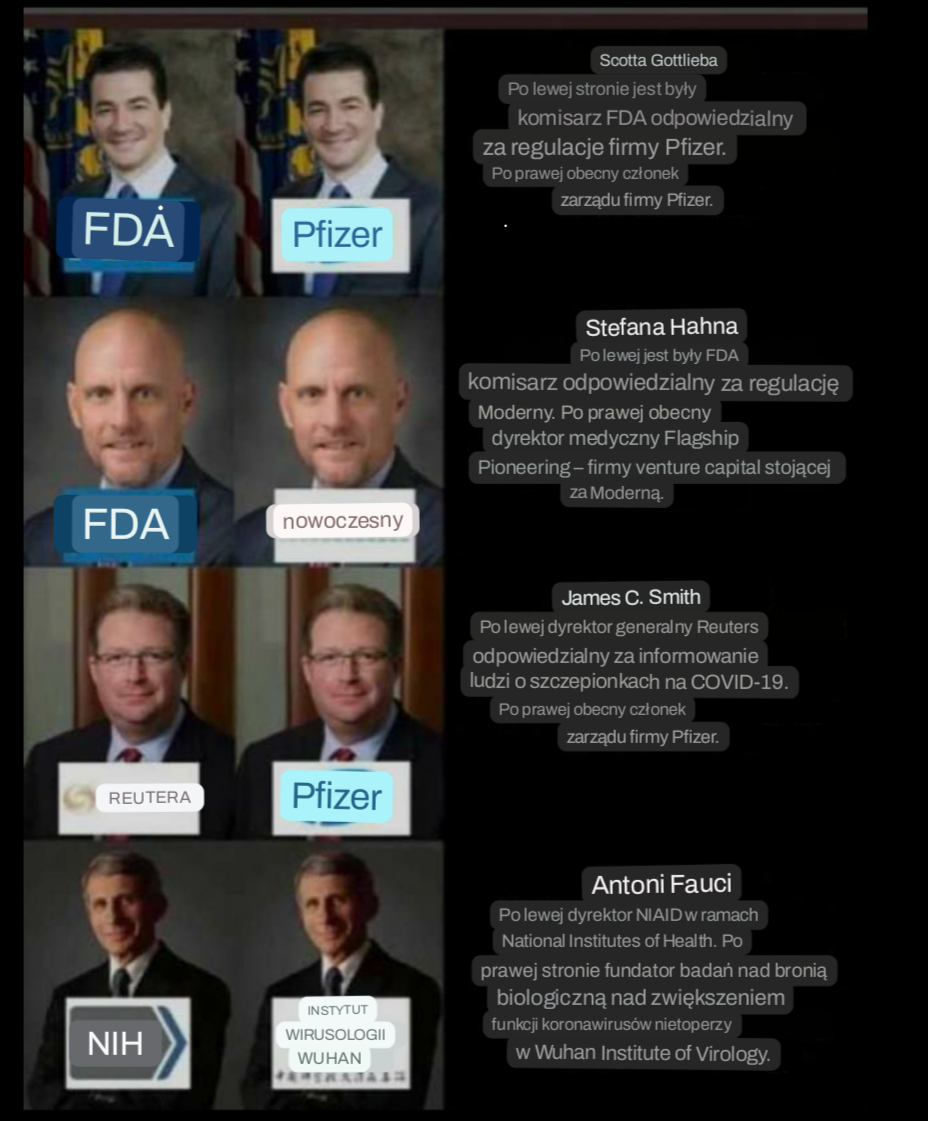 Scotta Gottlieba
Po lewej stronie jest były
komisarz FDA odpowiedzialny
za regulacje firmy Pfizer.
Po prawej obecny członek
zarządu firmy Pfizer.
FDA
Pfizer
Stefana Hahna
Po lewej jest były FDA
komisarz odpowiedzialny za regulację
Moderny. Po prawej obecny
dyrektor medyczny Flagship
Pioneering – firmy venture capital stojącej
za Moderną.
FDA
nowoczesny
James C. Smith
Po lewej dyrektor generalny Reuters
odpowiedzialny za informowanie
ludzi o szczepionkach na COVID-19.
Po prawej obecny członek
zarządu firmy Pfizer.
REUTERA
Pfizer
Antoni Fauci
Po lewej dyrektor NIAID w ramach
National Institutes of Health. Po
prawej stronie fundator badań nad bronią
biologiczną nad zwiększeniem
funkcji koronawirusów nietoperzy
w Wuhan Institute of Virology.
NIH
INSTYTUT
WIRUSOLOGII
WUHAN